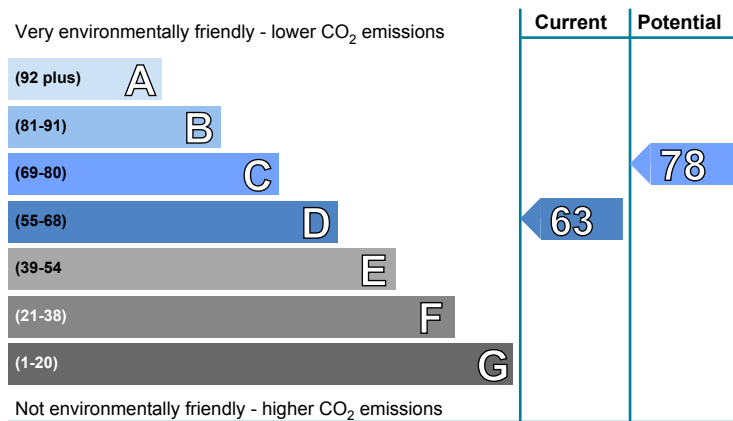 Very environmentally friendly - lower CO2 emissions
Current
Potential
(92 plus) A
(81-91) B
(69-80) C
78
(55-68) D
63
(39-54 E
(21-38) F
(1-20) G
Not environmentally friendly - higher CO2 emissions